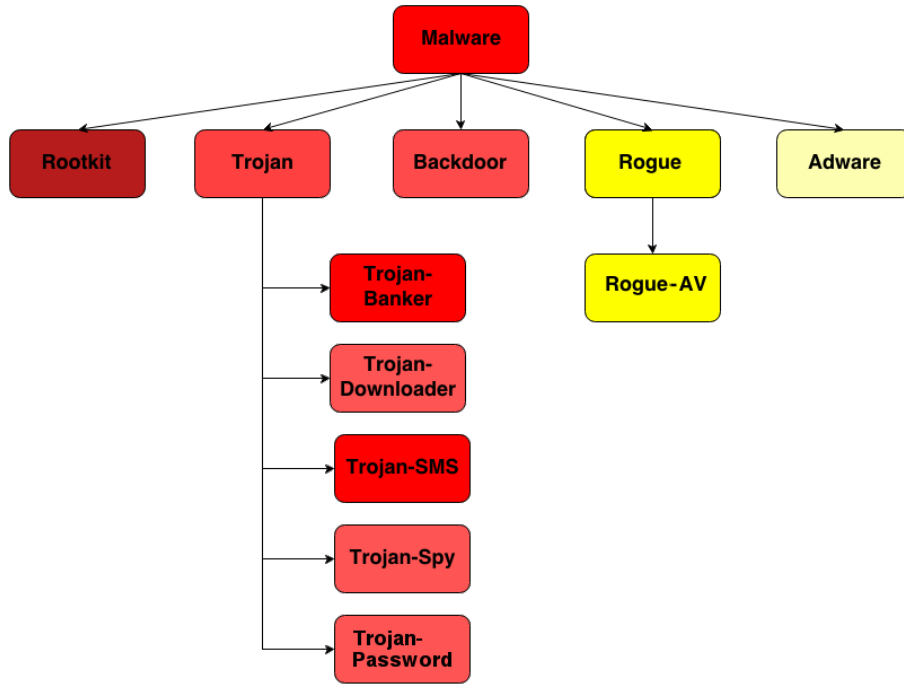 Malware
Rootkit
Trojan
Backdoor
Rogue
Adware
Trojan-
Banker
Rogue-AV
Trojan-
Downloader
Trojan-SMS
Trojan-Spy
Trojan-
Password